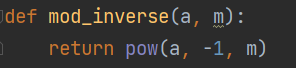 def mod_inverse(a, m):
    return pow(a, -1, m)